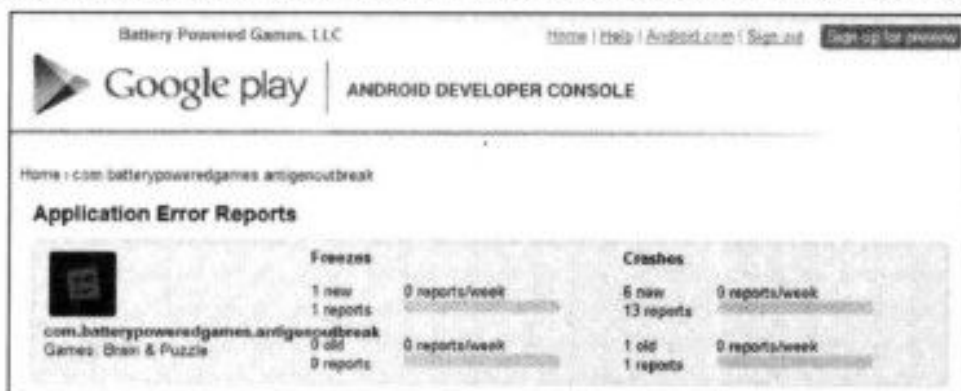 Battery Powered Games, LLC
Home | Help | Android.com | Sign out
Sign up for preview
Google play
ANDROID DEVELOPER CONSOLE
Home › com.batterypoweredgames.antigenoutbreak
Application Error Reports
Freezes
1 new
1 reports
0 reports/week
0 old
0 reports
0 reports/week
Crashes
6 new
13 reports
0 reports/week
1 old
1 reports
0 reports/week
com.batterypoweredgames.antigenoutbreak
Games: Brain & Puzzle